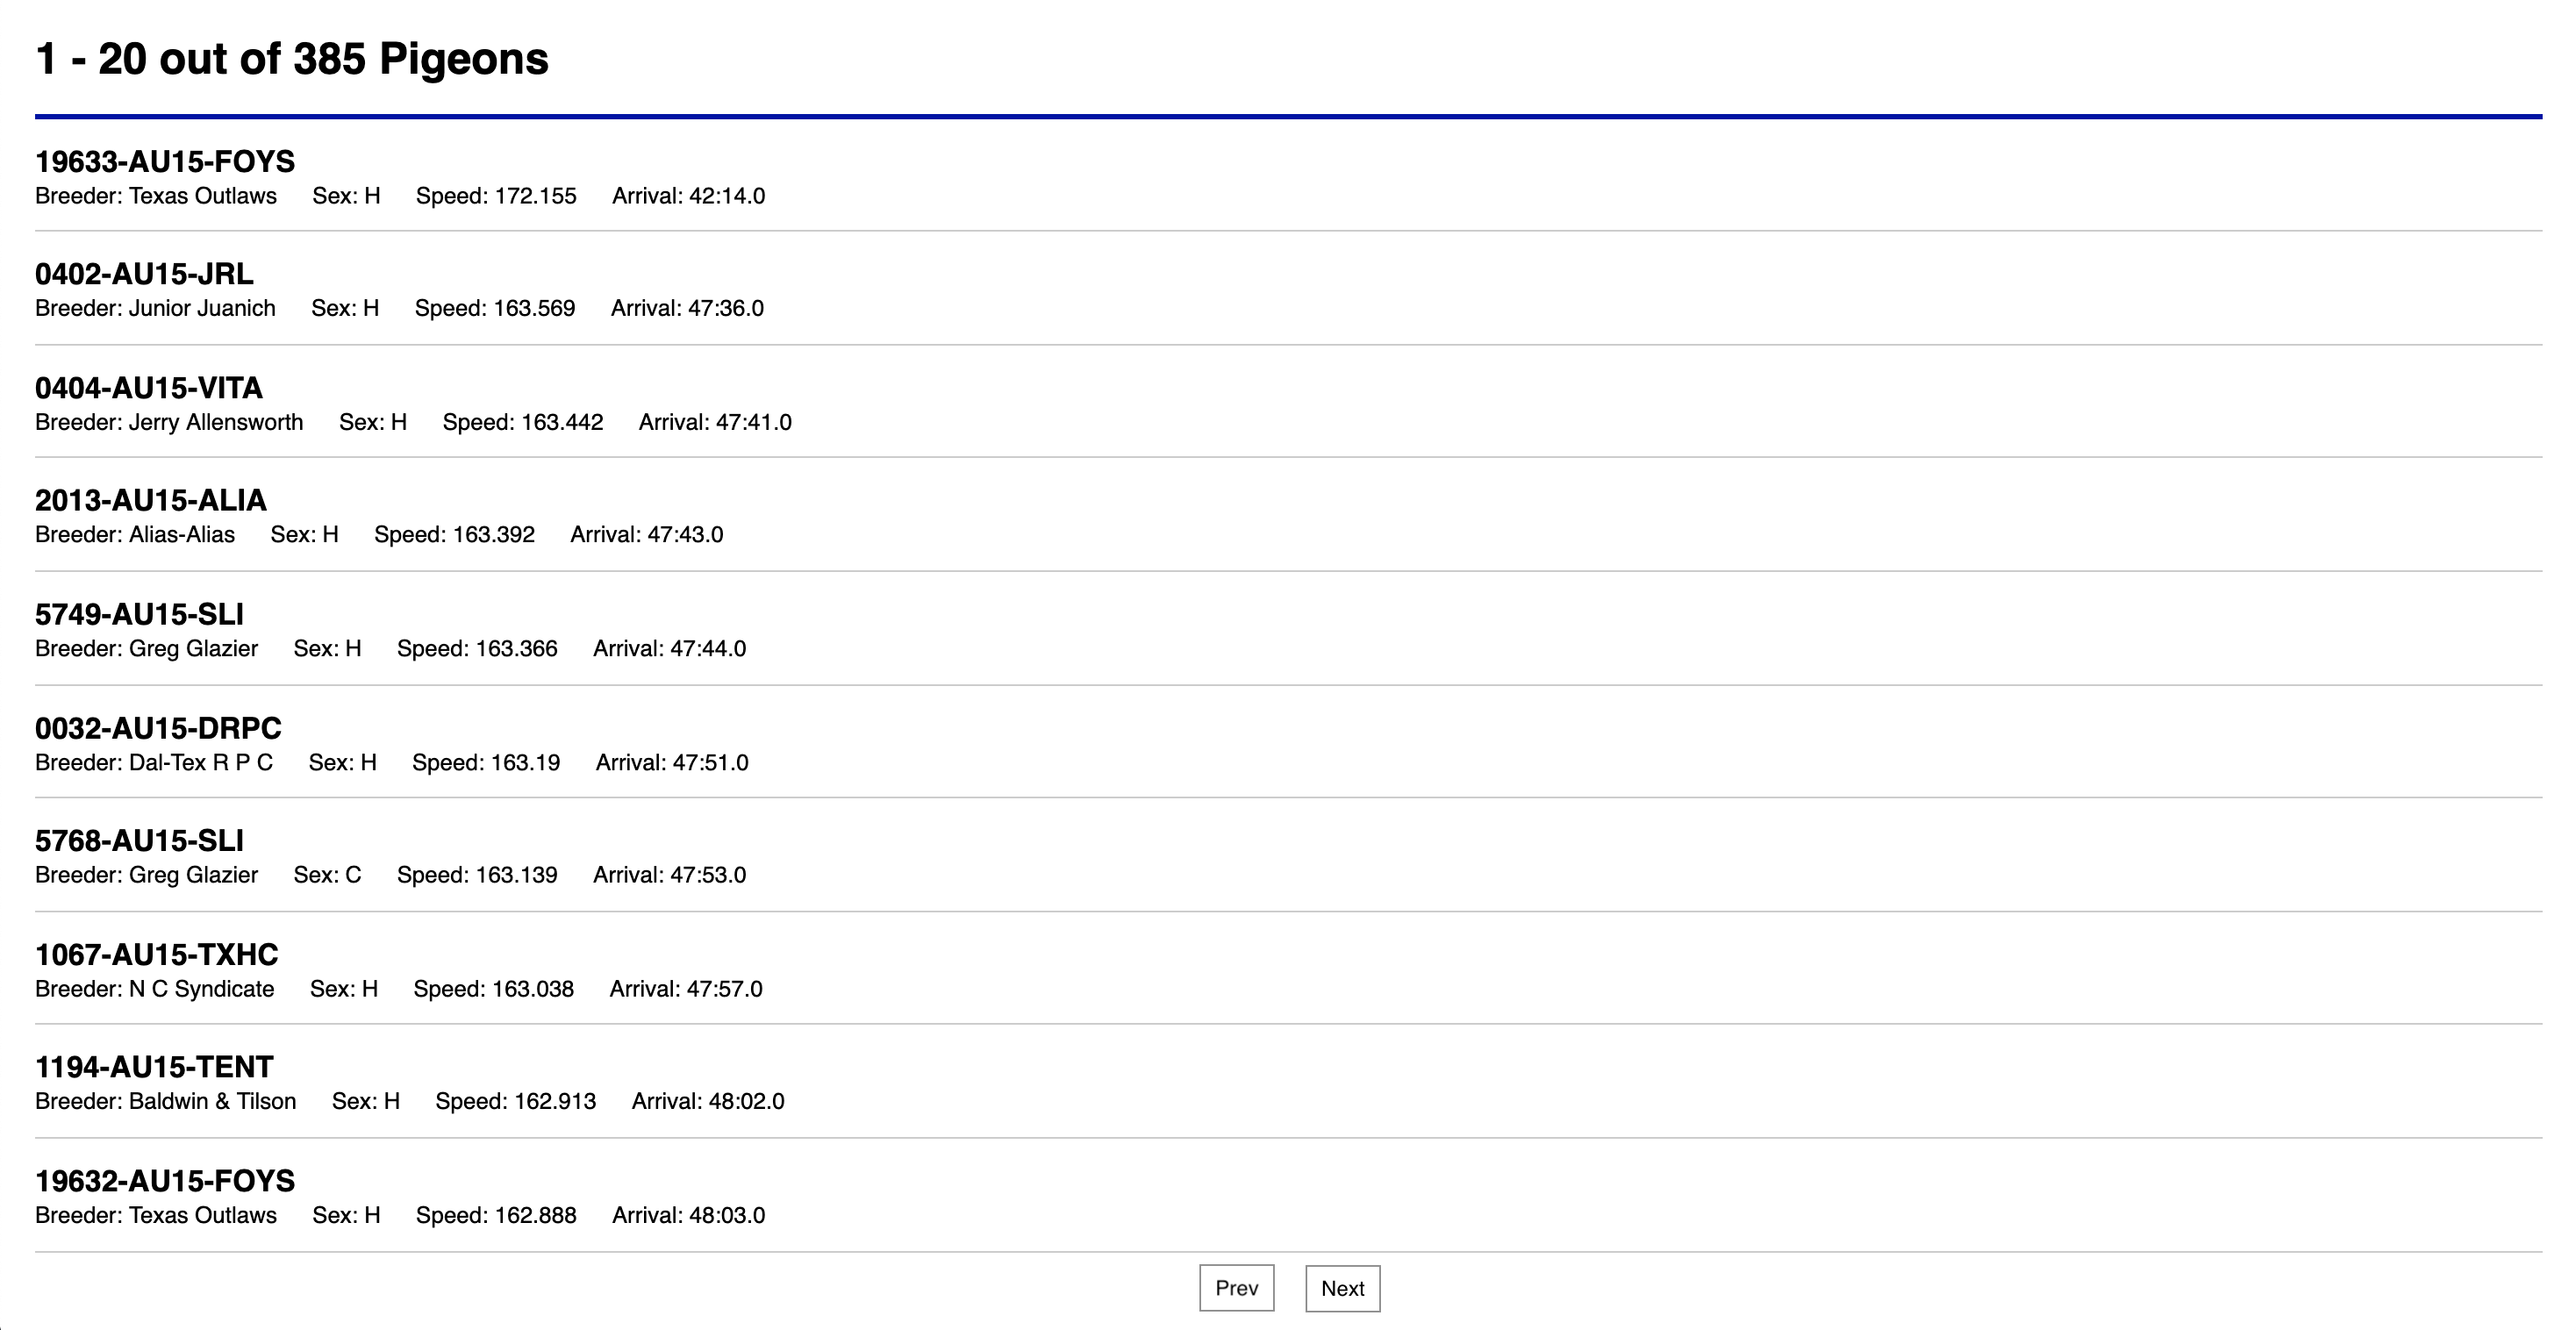 1 - 20 out of 385 Pigeons
19633-AU15-FOYS
Breeder: Texas Outlaws Sex: H Speed: 172.155 Arrival: 42:14.0
0402-AU15-JRL
Breeder: Junior Juanich Sex: H Speed: 163.569 Arrival: 47:36.0
0404-AU15-VITA
Breeder: Jerry Allensworth Sex: H Speed: 163.442 Arrival: 47:41.0
2013-AU15-ALIA
Breeder: Alias-Alias Sex: H Speed: 163.392 Arrival: 47:43.0
5749-AU15-SLI
Breeder: Greg Glazier Sex: H Speed: 163.366 Arrival: 47:44.0
0032-AU15-DRPC
Breeder: Dal-Tex R P C Sex: H Speed: 163.19 Arrival: 47:51.0
5768-AU15-SLI
Breeder: Greg Glazier Sex: C Speed: 163.139 Arrival: 47:53.0
1067-AU15-TXHC
Breeder: N C Syndicate Sex: H Speed: 163.038 Arrival: 47:57.0
1194-AU15-TENT
Breeder: Baldwin & Tilson Sex: H Speed: 162.913 Arrival: 48:02.0
19632-AU15-FOYS
Breeder: Texas Outlaws Sex: H Speed: 162.888 Arrival: 48:03.0
Prev Next